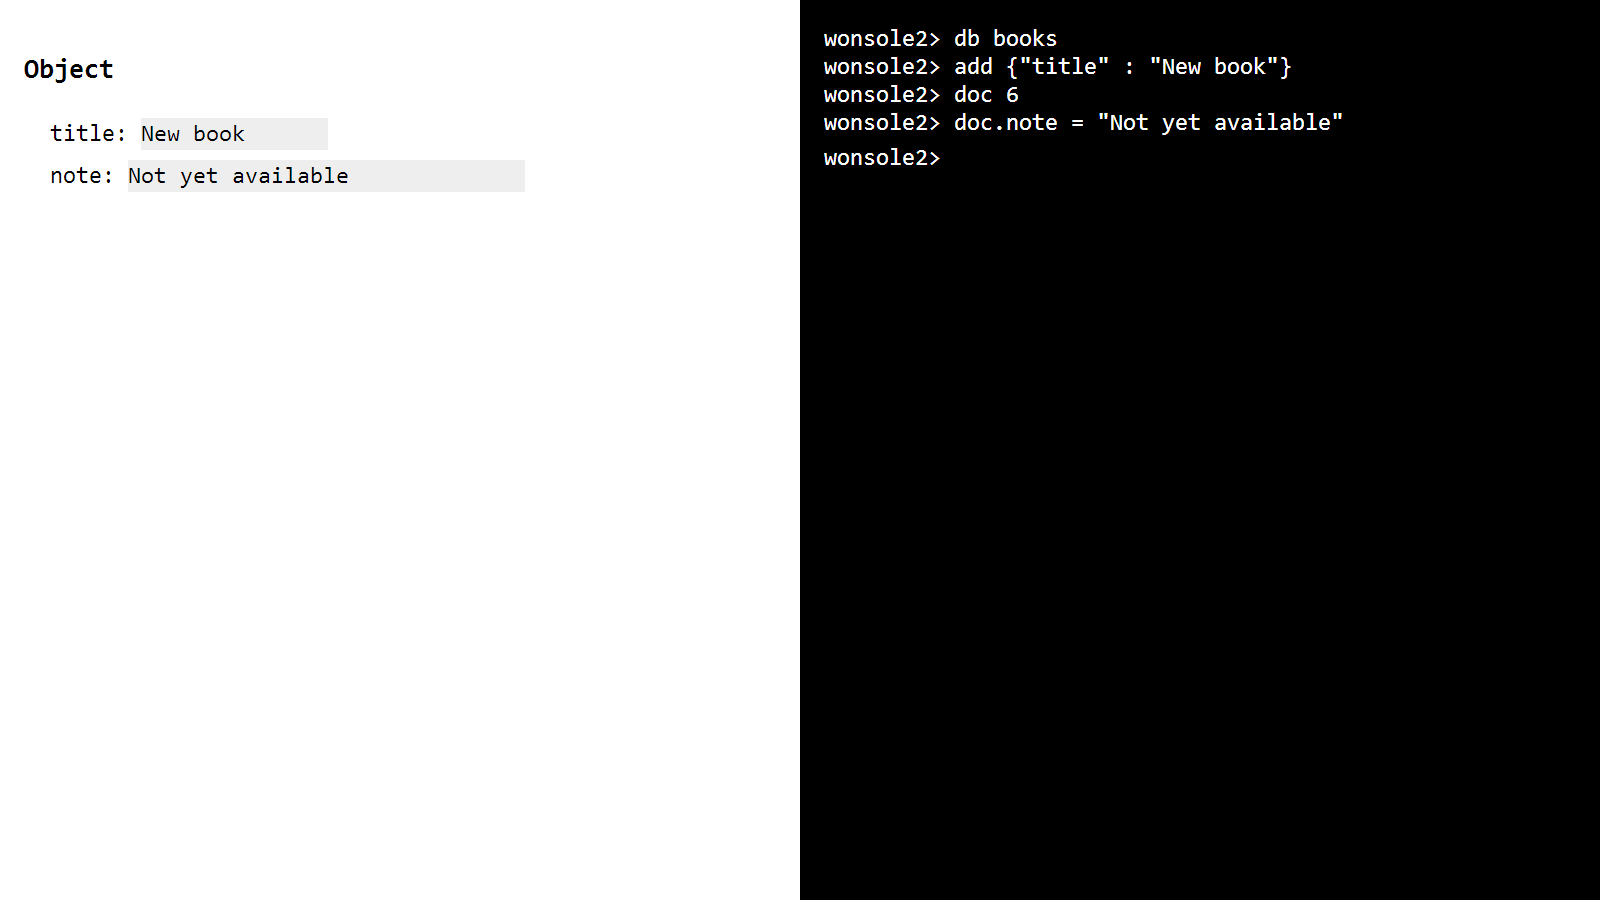 Object
title: New book
note: Not yet available
wonsole2> db books
wonsole2> add {"title" : "New book"}
wonsole2> doc 6
wonsole2> doc.note = "Not yet available"
wonsole2>